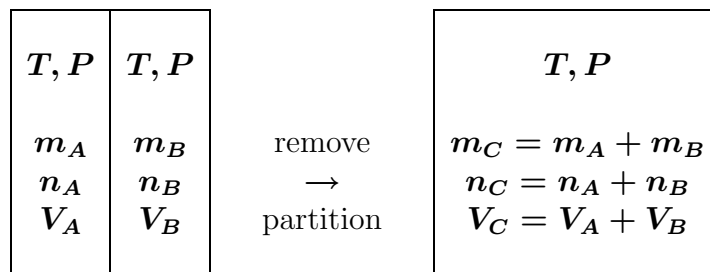 T, P T, P T, P
m_A m_B remove m_C = m_A + m_B
n_A n_B → n_C = n_A + n_B
V_A V_B partition V_C = V_A + V_B